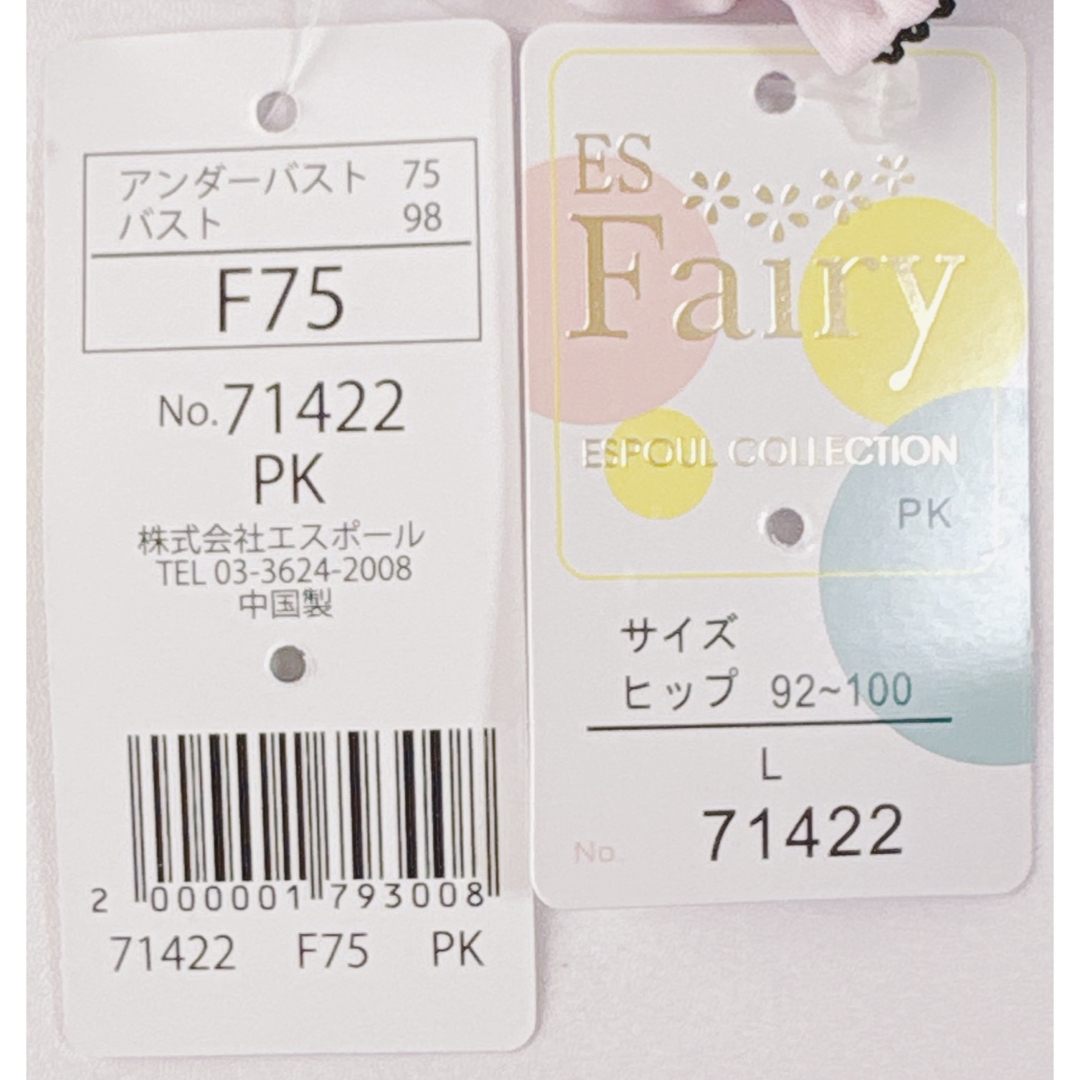 アンダーバスト 75
バスト 98
F75
No.71422
PK
株式会社エスポール
TEL 03-3624-2008
中国製
2 000001 793008
71422 F75 PK
ES
Fairy
ESPOUL COLLECTION
PK
サイズ
ヒップ 92~100
L
No. 71422